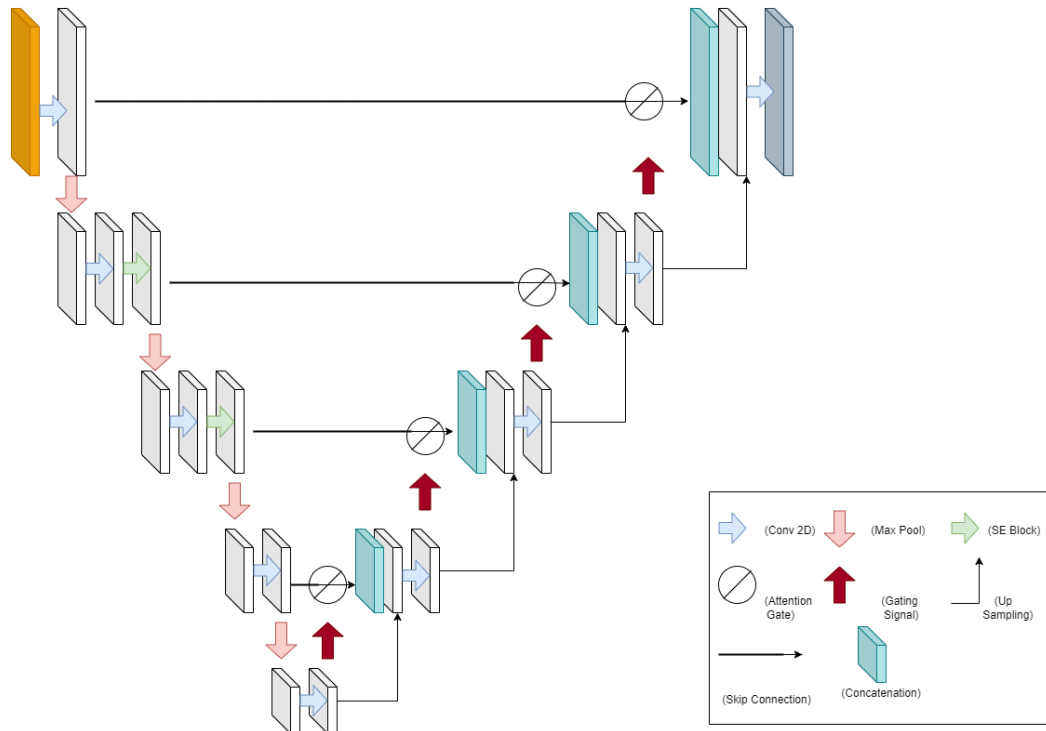 (Conv 2D)
(Max Pool)
(SE Block)
(Attention
Gate)
(Gating
Signal)
(Up
Sampling)
(Skip Connection)
(Concatenation)